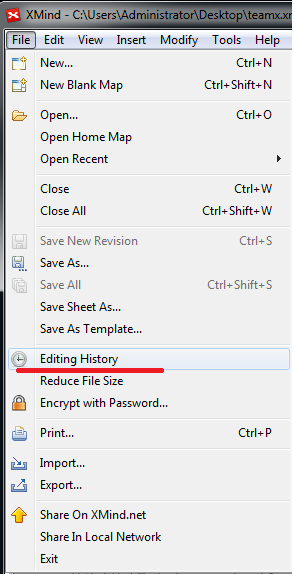 XMind - C:\Users\Administrator\Desktop\teamx.xm
File Edit View Insert Modify Tools Help
New... Ctrl+N
New Blank Map Ctrl+Shift+N
Open... Ctrl+O
Open Home Map
Open Recent
Close Ctrl+W
Close All Ctrl+Shift+W
Save New Revision Ctrl+S
Save As...
Save All Ctrl+Shift+S
Save Sheet As...
Save As Template...
Editing History
Reduce File Size
Encrypt with Password...
Print... Ctrl+P
Import...
Export...
Share On XMind.net
Share In Local Network
Exit